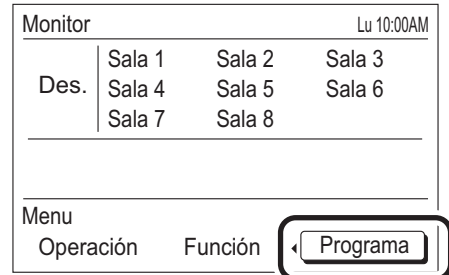 Monitor Lu 10:00AM
Sala 1 Sala 2 Sala 3
Des. Sala 4 Sala 5 Sala 6
Sala 7 Sala 8
Menu
Operación Función Programa